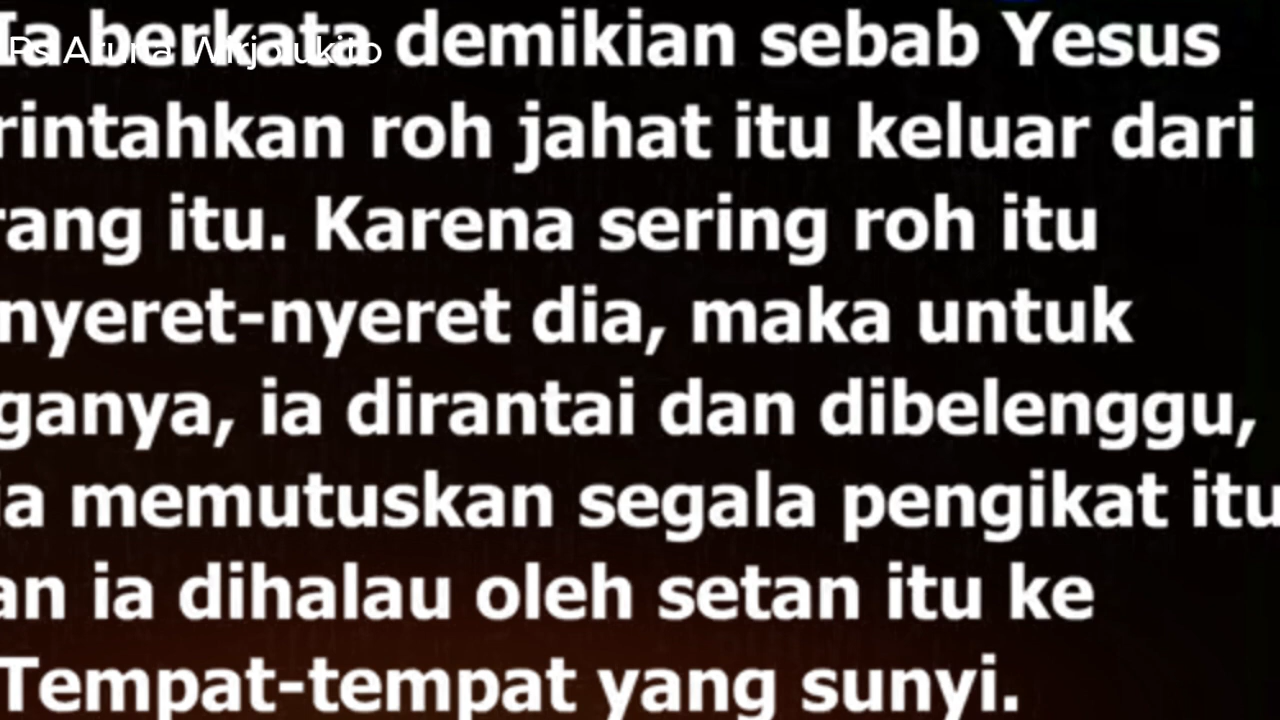 Ia berkata demikian sebab Yesus
rintahkan roh jahat itu keluar dari
rang itu. Karena sering roh itu
nyeret-nyeret dia, maka untuk
ganya, ia dirantai dan dibelenggu,
ia memutuskan segala pengikat itu
an ia dihalau oleh setan itu ke
Tempat-tempat yang sunyi.